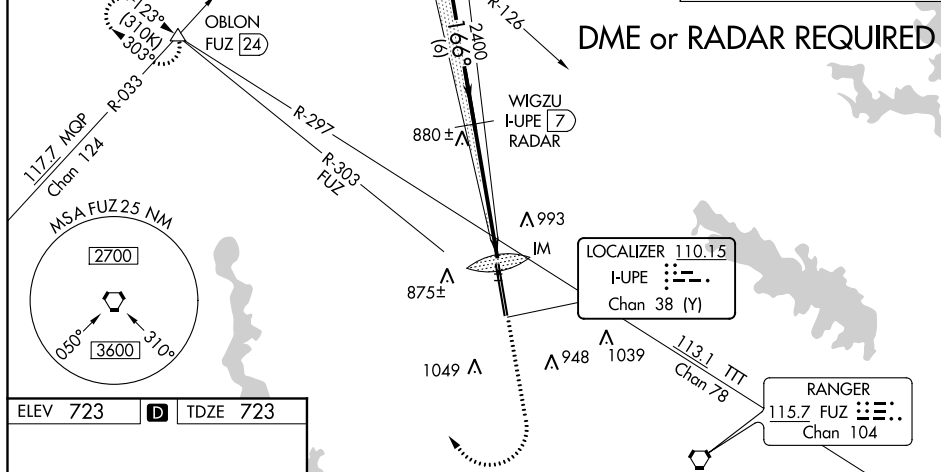 123°
(310K)
303°
OBLON
FUZ 24
R-126
DME or RADAR REQUIRED
2400
166°
(6)
WIGZU
I-UPE 7
RADAR
880 ±
R-033
117.7 MQP
Chan 124
R-297
R-303
FUZ
MSA FUZ 25 NM
2700
050°
310°
3600
993
IM
875±
LOCALIZER 110.15
I-UPE
Chan 38 (Y)
1049
948
1039
113.1 TTT
Chan 78
RANGER
115.7 FUZ
Chan 104
ELEV 723 D TDZE 723